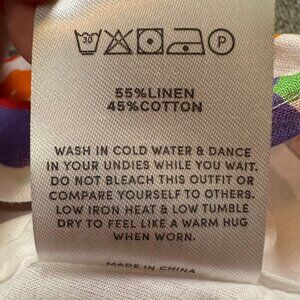 30
P
55%LINEN
45%COTTON
WASH IN COLD WATER & DANCE
IN YOUR UNDIES WHILE YOU WAIT.
DO NOT BLEACH THIS OUTFIT OR
COMPARE YOURSELF TO OTHERS.
LOW IRON HEAT & LOW TUMBLE
DRY TO FEEL LIKE A WARM HUG
WHEN WORN.
MADE IN CHINA